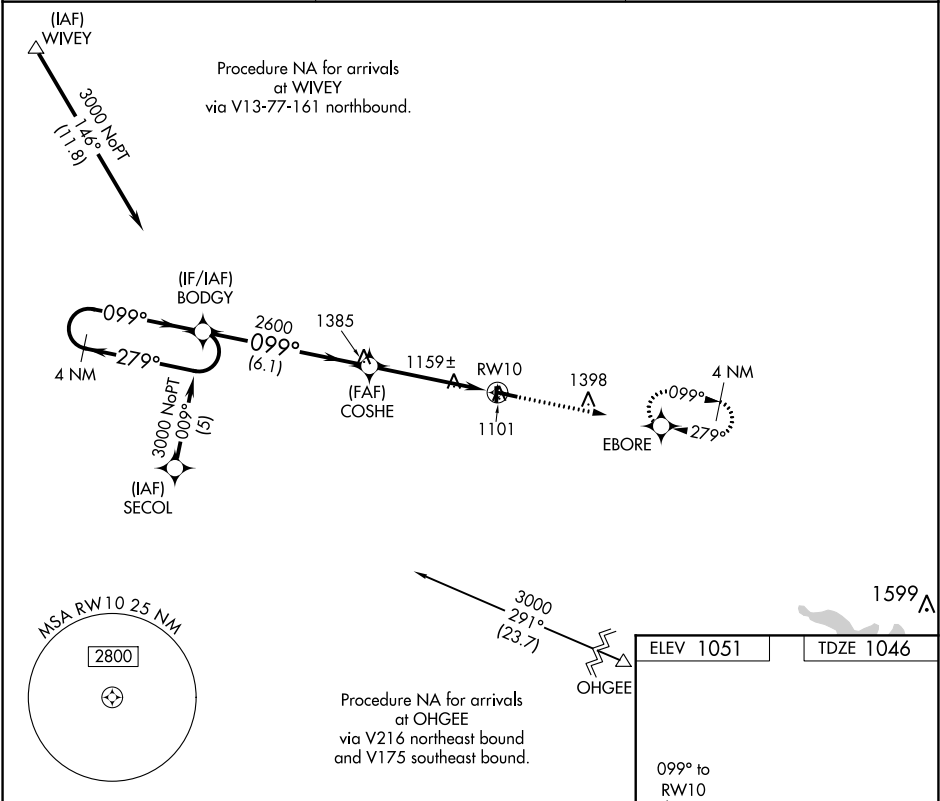 (IAF)
WIVEY
Procedure NA for arrivals
at WIVEY
via V13-77-161 northbound.
3000 NoPT
146°
(11.8)
(IF/IAF)
BODGY
099°
279°
4 NM
2600
099°
(6.1)
1385
(FAF)
COSHE
1159±
RW10
1101
1398
4 NM
099°
279°
EBORE
3000 NoPT
009°
(5)
(IAF)
SECOL
MSA RW10 25 NM
2800
3000
291°
(23.7)
OHGEE
Procedure NA for arrivals
at OHGEE
via V216 northeast bound
and V175 southeast bound.
1599
ELEV 1051
TDZE 1046
099° to
RW10